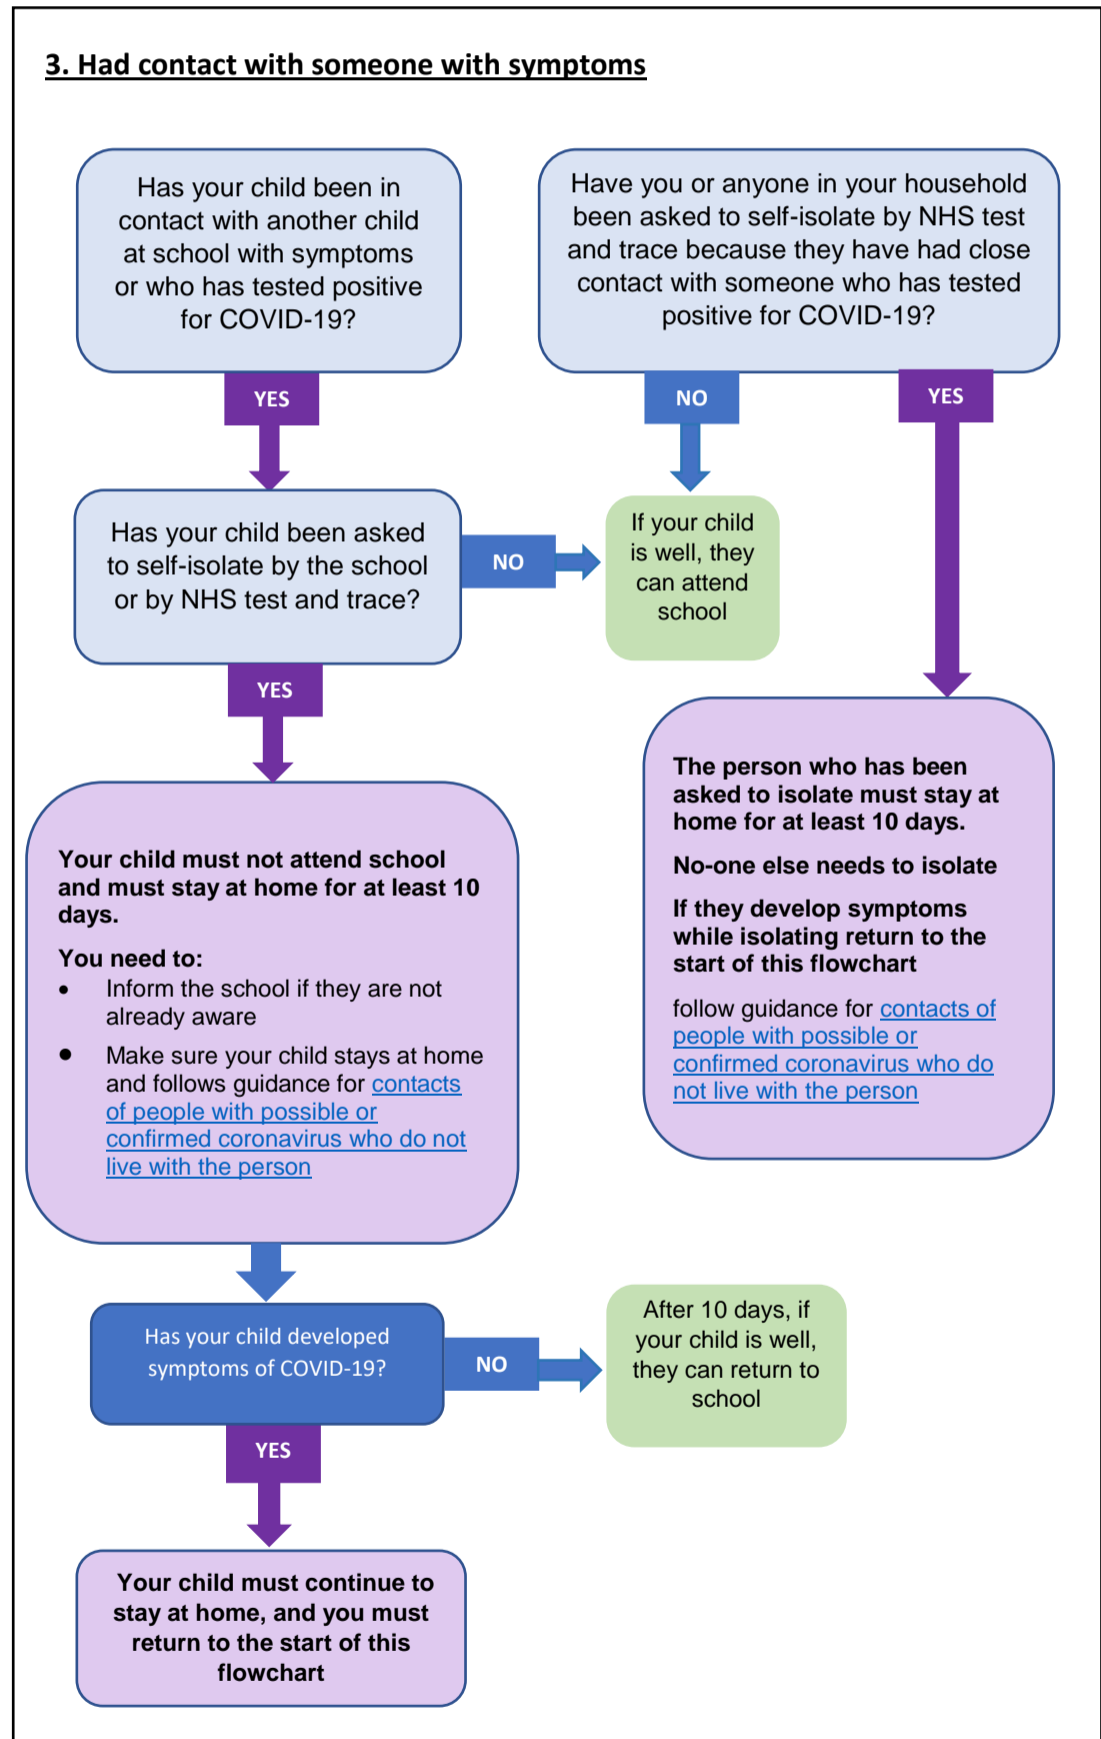 3. Had contact with someone with symptoms
Has your child been in
contact with another child
at school with symptoms
or who has tested positive
for COVID-19?
Have you or anyone in your household
been asked to self-isolate by NHS test
and trace because they have had close
contact with someone who has tested
positive for COVID-19?
YES
NO
YES
Has your child been asked
to self-isolate by the school
or by NHS test and trace?
NO
If your child
is well, they
can attend
school
YES
Your child must not attend school
and must stay at home for at least 10
days.
You need to:
• Inform the school if they are not
already aware
• Make sure your child stays at home
and follows guidance for contacts
of people with possible or
confirmed coronavirus who do not
live with the person
The person who has been
asked to isolate must stay at
home for at least 10 days.
No-one else needs to isolate
If they develop symptoms
while isolating return to the
start of this flowchart
follow guidance for contacts of
people with possible or
confirmed coronavirus who do
not live with the person
Has your child developed
symptoms of COVID-19?
NO
After 10 days, if
your child is well,
they can return to
school
YES
Your child must continue to
stay at home, and you must
return to the start of this
flowchart